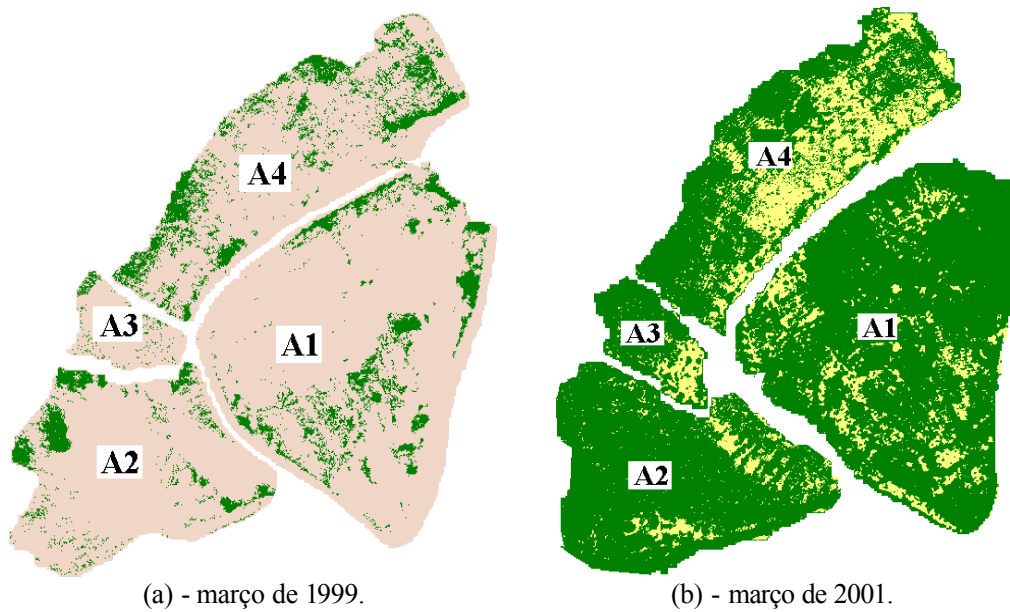 A4
A3
A1
A2
A4
A3
A1
A2
(a) - março de 1999.
(b) - março de 2001.